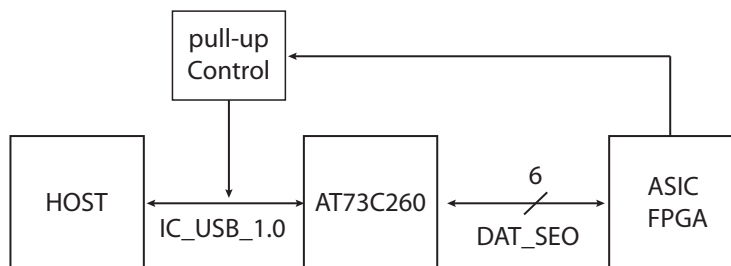 pull-up
Control
HOST
IC_USB_1.0
AT73C260
6
DAT_SEO
ASIC
FPGA